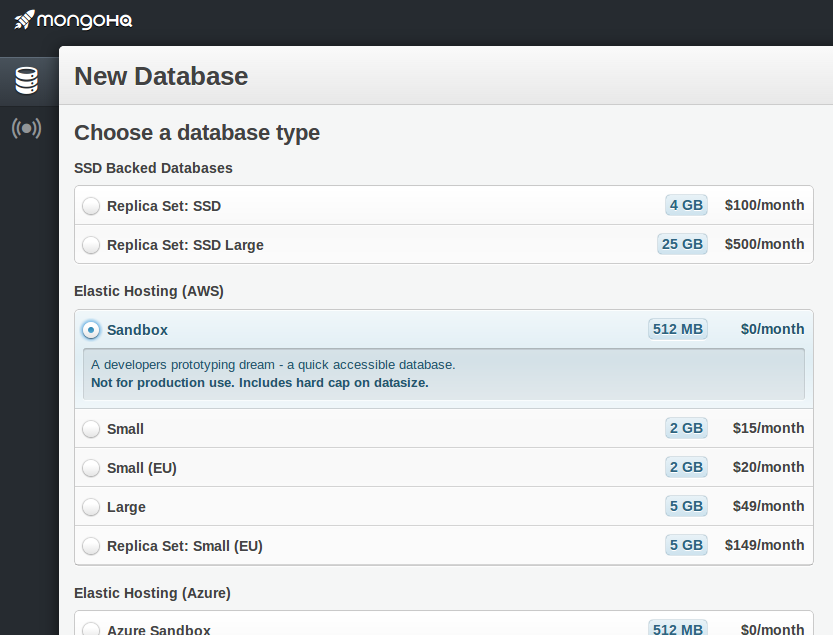 mongoHQ
New Database
Choose a database type
SSD Backed Databases
Replica Set: SSD 4 GB $100/month
Replica Set: SSD Large 25 GB $500/month
Elastic Hosting (AWS)
Sandbox 512 MB $0/month
A developers prototyping dream - a quick accessible database.
Not for production use. Includes hard cap on datasize.
Small 2 GB $15/month
Small (EU) 2 GB $20/month
Large 5 GB $49/month
Replica Set: Small (EU) 5 GB $149/month
Elastic Hosting (Azure)
Azure Sandbox 512 MB $0/month